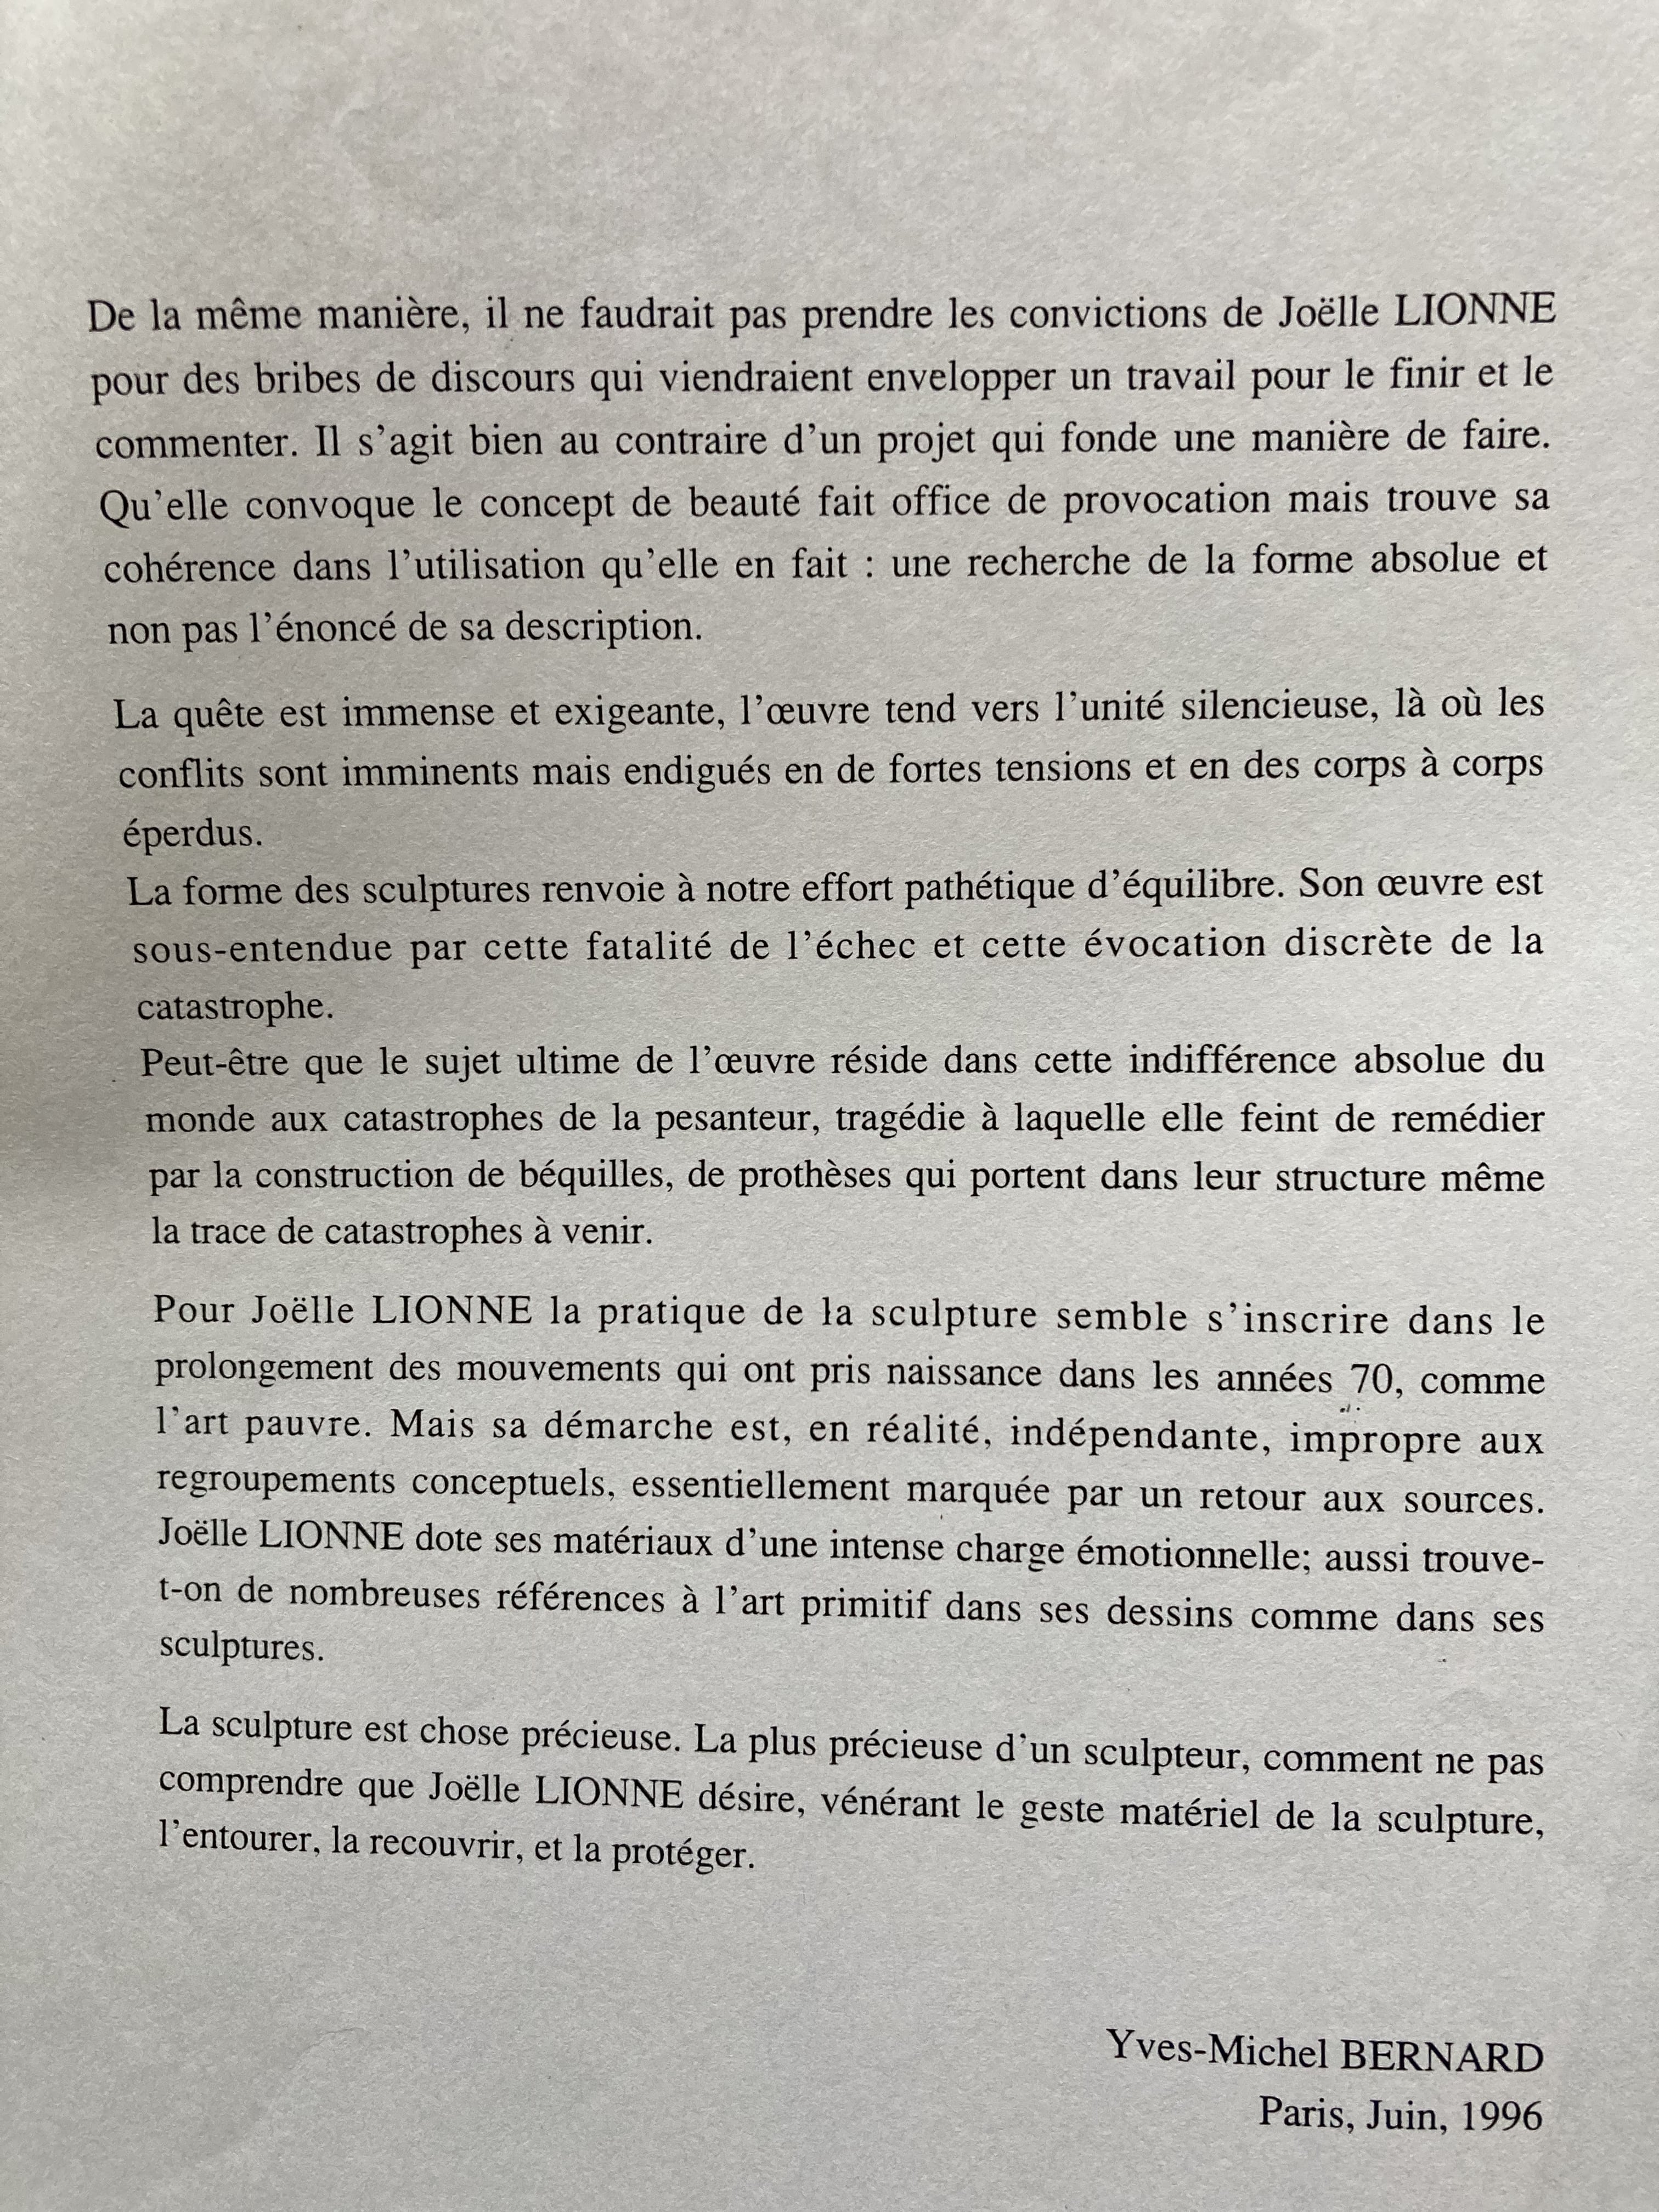 De la même manière, il ne faudrait pas prendre les convictions de Joëlle LIONNE
pour des bribes de discours qui viendraient envelopper un travail pour le finir et le
commenter. Il s’agit bien au contraire d’un projet qui fonde une manière de faire.
Qu’elle convoque le concept de beauté fait office de provocation mais trouve sa
cohérence dans l’utilisation qu’elle en fait : une recherche de la forme absolue et
non pas l’énoncé de sa description.
La quête est immense et exigeante, l’œuvre tend vers l’unité silencieuse, là où les
conflits sont imminents mais endigués en de fortes tensions et en des corps à corps
éperdus.
La forme des sculptures renvoie à notre effort pathétique d’équilibre. Son œuvre est
sous-entendue par cette fatalité de l’échec et cette évocation discrète de la
catastrophe.
Peut-être que le sujet ultime de l’œuvre réside dans cette indifférence absolue du
monde aux catastrophes de la pesanteur, tragédie à laquelle elle feint de remédier
par la construction de béquilles, de prothèses qui portent dans leur structure même
la trace de catastrophes à venir.
Pour Joëlle LIONNE la pratique de la sculpture semble s’inscrire dans le
prolongement des mouvements qui ont pris naissance dans les années 70, comme
l’art pauvre. Mais sa démarche est, en réalité, indépendante, impropre aux
regroupements conceptuels, essentiellement marquée par un retour aux sources.
Joëlle LIONNE dote ses matériaux d’une intense charge émotionnelle; aussi trouve-
t-on de nombreuses références à l’art primitif dans ses dessins comme dans ses
sculptures.
La sculpture est chose précieuse. La plus précieuse d’un sculpteur, comment ne pas
comprendre que Joëlle LIONNE désire, vénérant le geste matériel de la sculpture,
l’entourer, la recouvrir, et la protéger.
Yves-Michel BERNARD
Paris, Juin, 1996